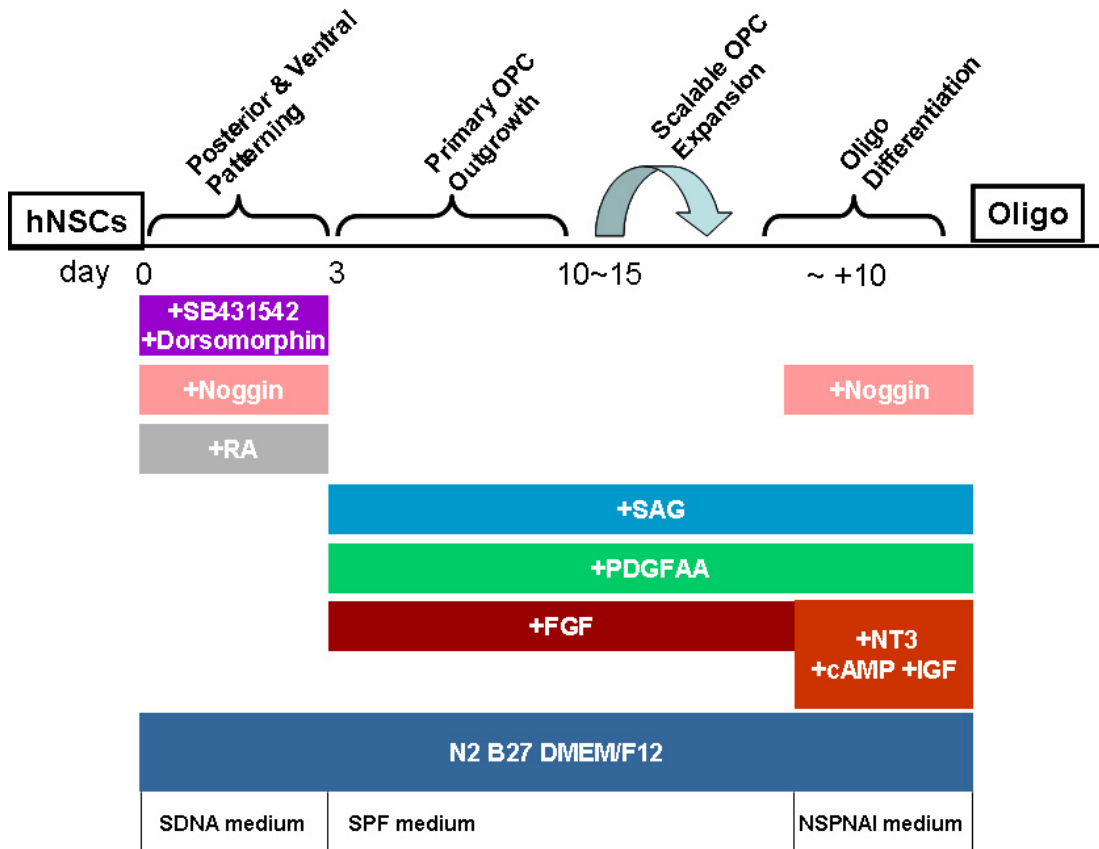 Posterior & Ventral
Patterning
Primary OPC
Outgrowth
Scalable OPC
Expansion
Oligo
Differentiation
hNSCs
Oligo
day 0 3 10~15 ~ +10
+SB431542
+Dorsomorphin
+Noggin +Noggin
+RA
+SAG
+PDGFAA
+FGF
+NT3
+cAMP +IGF
N2 B27 DMEM/F12
SDNA medium SPF medium NSPNAI medium